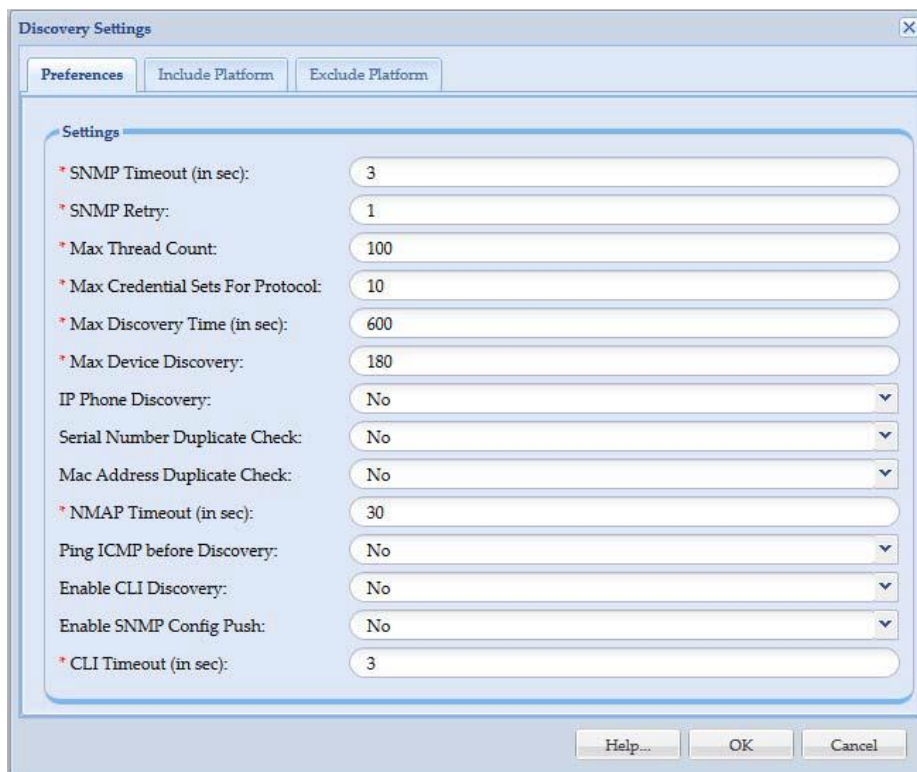 Discovery Settings
Preferences Include Platform Exclude Platform
Settings
* SNMP Timeout (in sec): 3
* SNMP Retry: 1
* Max Thread Count: 100
* Max Credential Sets For Protocol: 10
* Max Discovery Time (in sec): 600
* Max Device Discovery: 180
IP Phone Discovery: No
Serial Number Duplicate Check: No
Mac Address Duplicate Check: No
* NMAP Timeout (in sec): 30
Ping ICMP before Discovery: No
Enable CLI Discovery: No
Enable SNMP Config Push: No
* CLI Timeout (in sec): 3
Help... OK Cancel